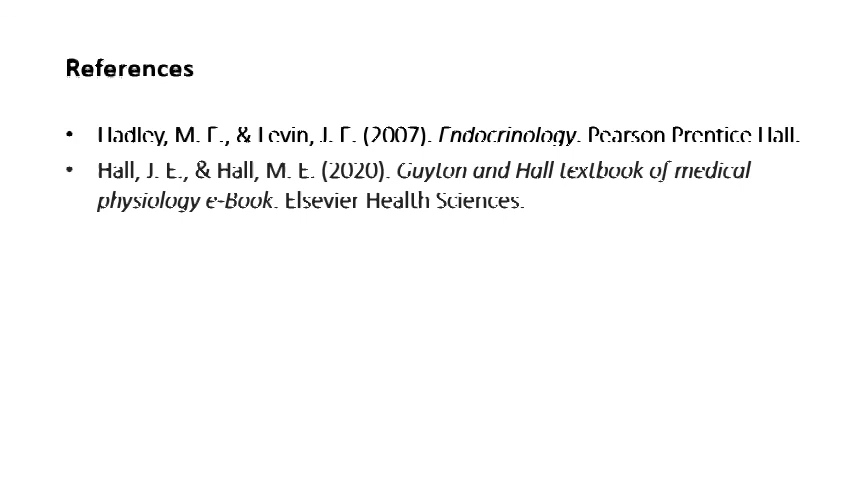 References
• Hadley, M. E., & Levin, J. E. (2007). Endocrinology. Pearson Prentice Hall.
• Hall, J. E., & Hall, M. E. (2020). Guyton and Hall textbook of medical
physiology e-Book. Elsevier Health Sciences.